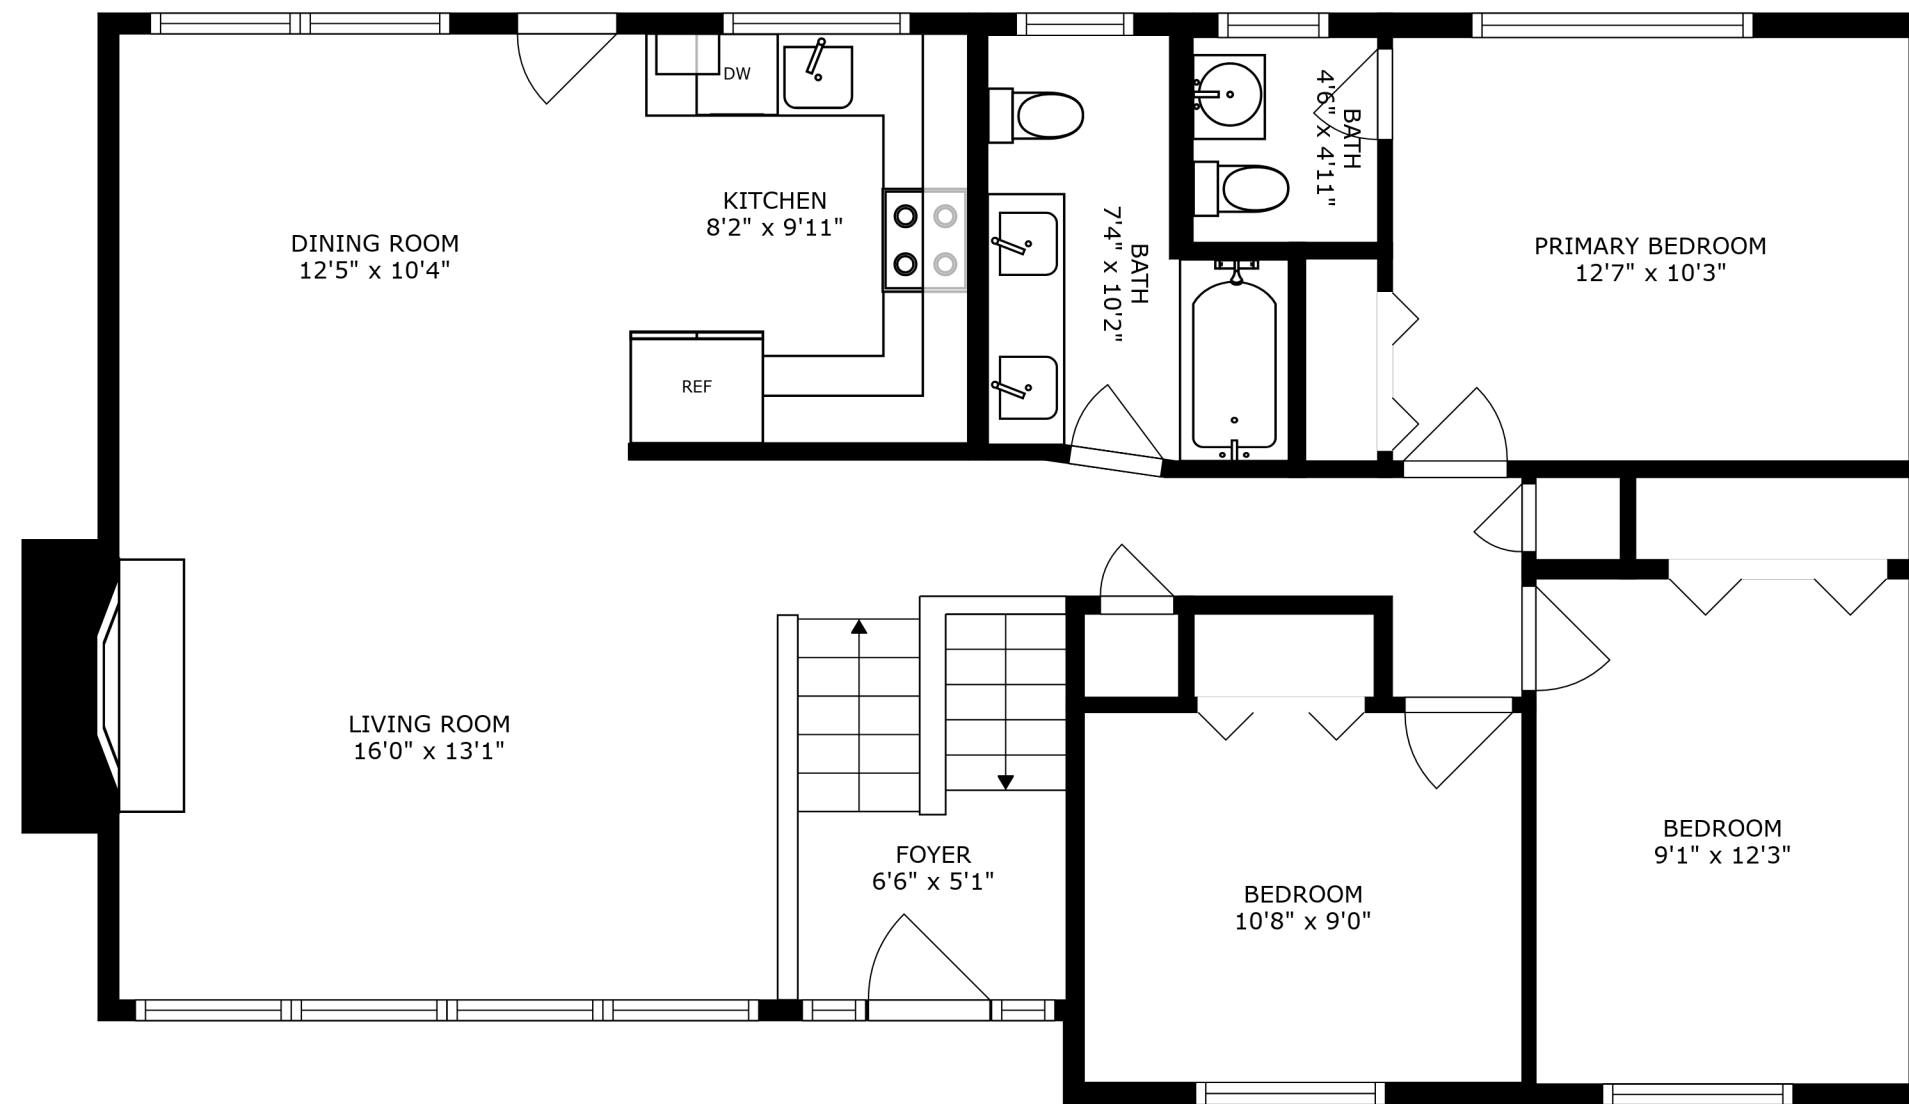 DW
KITCHEN
8'2" x 9'11"
DINING ROOM
12'5" x 10'4"
REF
BATH
7'4" x 10'2"
BATH
4'6" x 4'11"
PRIMARY BEDROOM
12'7" x 10'3"
LIVING ROOM
16'0" x 13'1"
FOYER
6'6" x 5'1"
BEDROOM
10'8" x 9'0"
BEDROOM
9'1" x 12'3"